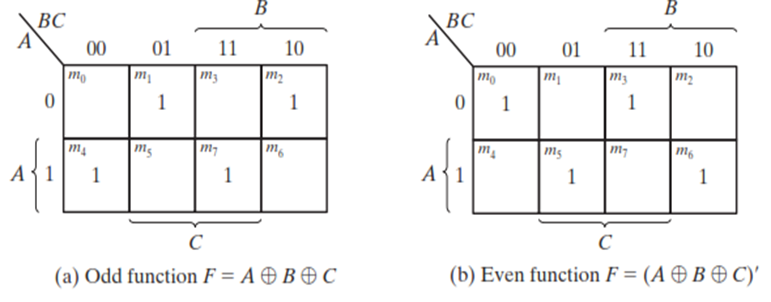 BC B
A 00 01 11 10
m0 m1 m3 m2
0 1 1
m4 m5 m7 m6
A 1 1 1
C
(a) Odd function F = A ⊕ B ⊕ C
BC B
A 00 01 11 10
m0 m1 m3 m2
0 1 1
m4 m5 m7 m6
A 1 1 1
C
(b) Even function F = (A ⊕ B ⊕ C)′